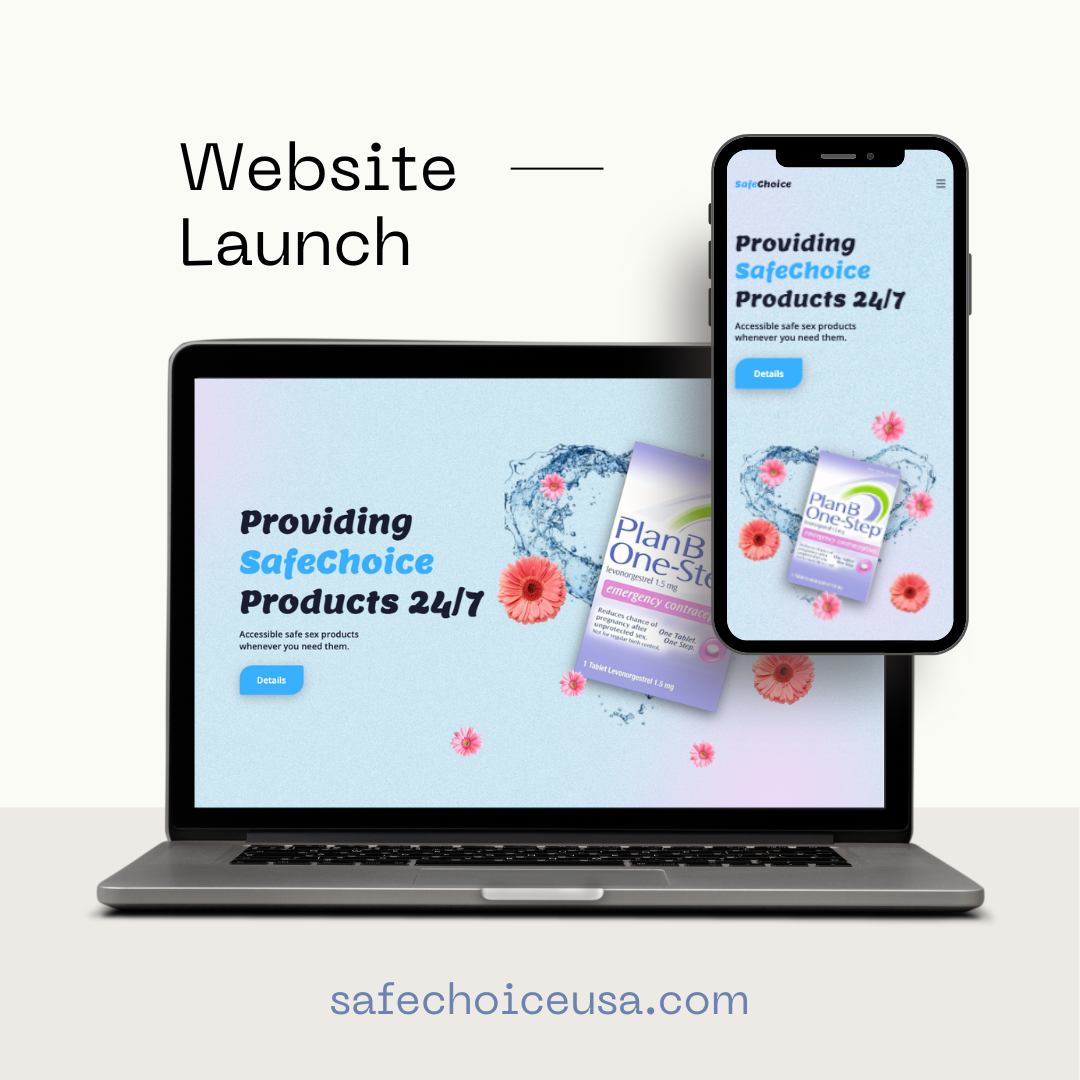 Website
Launch
SafeChoice
Providing
SafeChoice
Products 24/7
Accessible safe sex products
whenever you need them.
Details
Plan B
One-Step
emergency contraceptive
Providing
SafeChoice
Products 24/7
Accessible safe sex products
whenever you need them.
Details
Plan B
One-Ste
levonorgestrel 1.5 mg
emergency contrace
Reduces chance of
pregnancy after
unprotected sex.
Not for regular birth control.
One Tablet.
One Step.
1 Tablet Levonorgestrel 1.5 mg
safechoiceusa.com